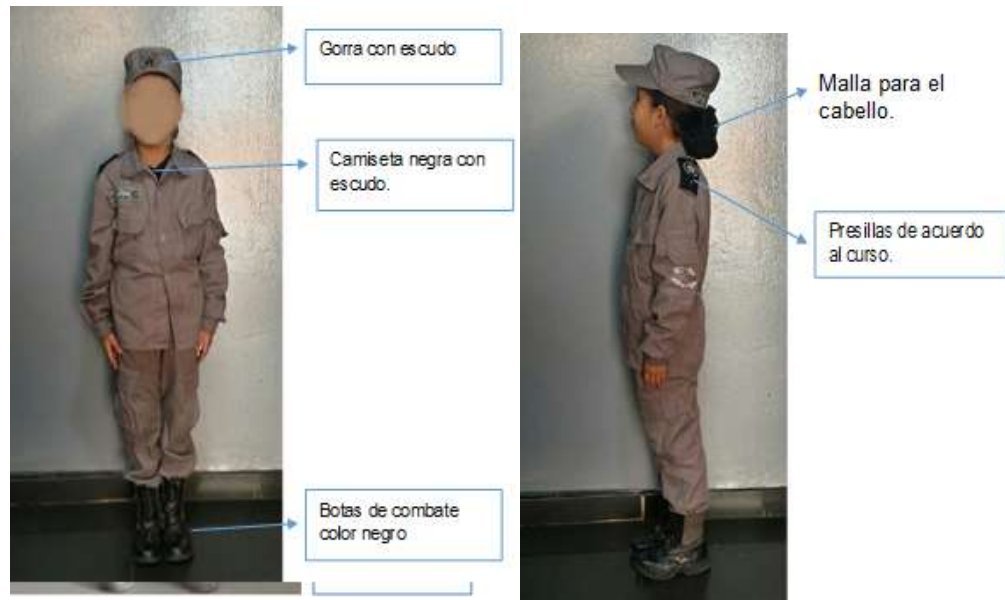 Gorra con escudo
Camiseta negra con
escudo.
Botas de combate
color negro
Malla para el
cabello.
Presillas de acuerdo
al curso.